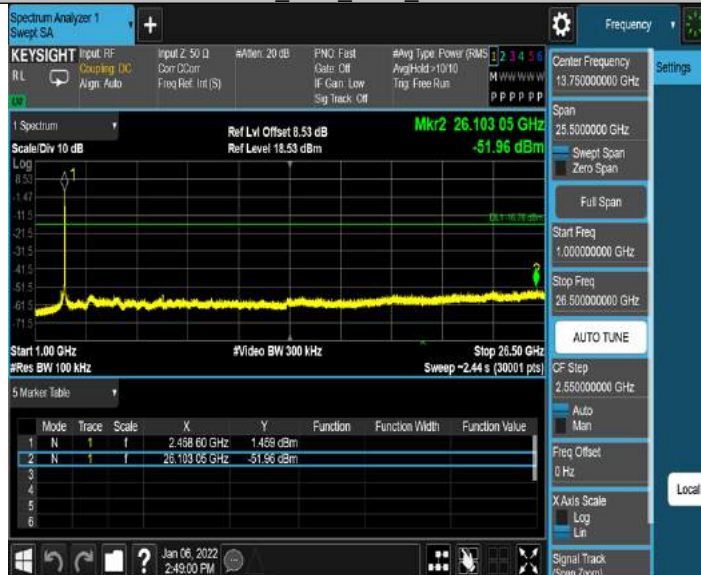 Spectrum Analyzer 1
Swept SA
+
Frequency
KEYSIGHT Input: RF Input Z: 50 Ω #Atten: 20 dB PNO: Fast #Avg Type: Power (RMS 1 2 3 4 5 6
RL Coupling: DC Corr CCorr Gate: Off Avg|Hold:>10/10 M W W W W W
Align: Auto Freq Ref: Int (S) IF Gain: Low Trig: Free Run
Sig Track: Off P P P P P P
Center Frequency
13.750000000 GHz
Settings
Span
25.5000000 GHz
Swept Span
Zero Span
Full Span
Start Freq
1.000000000 GHz
Stop Freq
26.500000000 GHz
AUTO TUNE
CF Step
2.550000000 GHz
Auto
Man
Freq Offset
0 Hz
X Axis Scale
Log
Lin
Signal Track
(Span Zoom)
Local
1 Spectrum
Scale/Div 10 dB
Ref Lvl Offset 8.53 dB
Ref Level 18.53 dBm
Mkr2 26.103 05 GHz
-51.96 dBm
Log
8.53
-1.47
-11.5
-21.5
-31.5
-41.5
-51.5
-61.5
-71.5
1
2
Start 1.00 GHz #Video BW 300 kHz Stop 26.50 GHz
#Res BW 100 kHz Sweep ~2.44 s (30001 pts)
5 Marker Table
Mode Trace Scale X Y Function Function Width Function Value
1 N 1 f 2.458 60 GHz 1.459 dBm
2 N 1 f 26.103 05 GHz -51.96 dBm
3
4
5
6
? Jan 06, 2022
2:49:00 PM